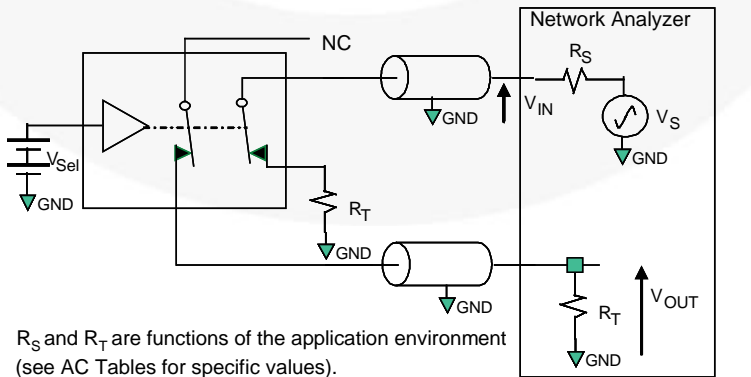 Network Analyzer
NC
R_S
V_IN
V_S
GND
GND
V_Sel
GND
R_T
GND
GND
R_T
V_OUT
GND
R_S and R_T are functions of the application environment
(see AC Tables for specific values).